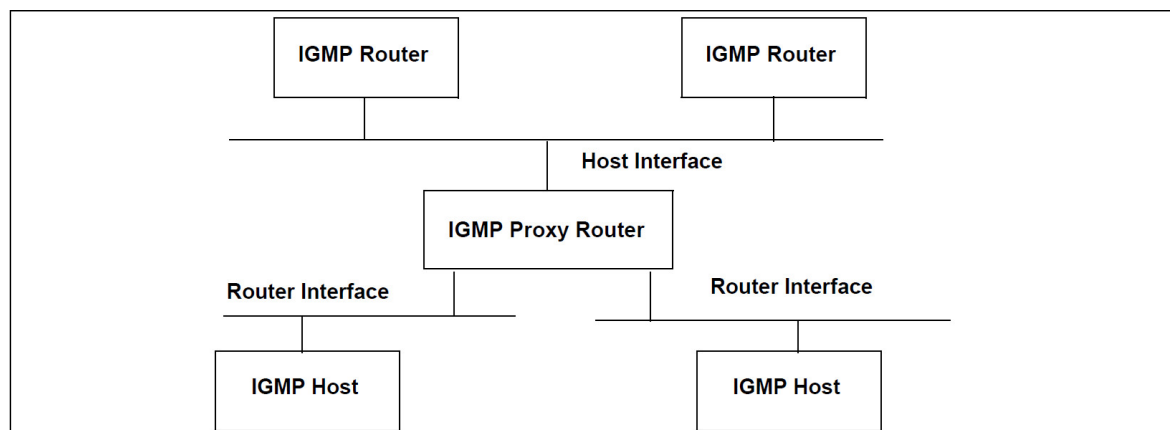 IGMP Router
IGMP Router
Host Interface
IGMP Proxy Router
Router Interface
Router Interface
IGMP Host
IGMP Host